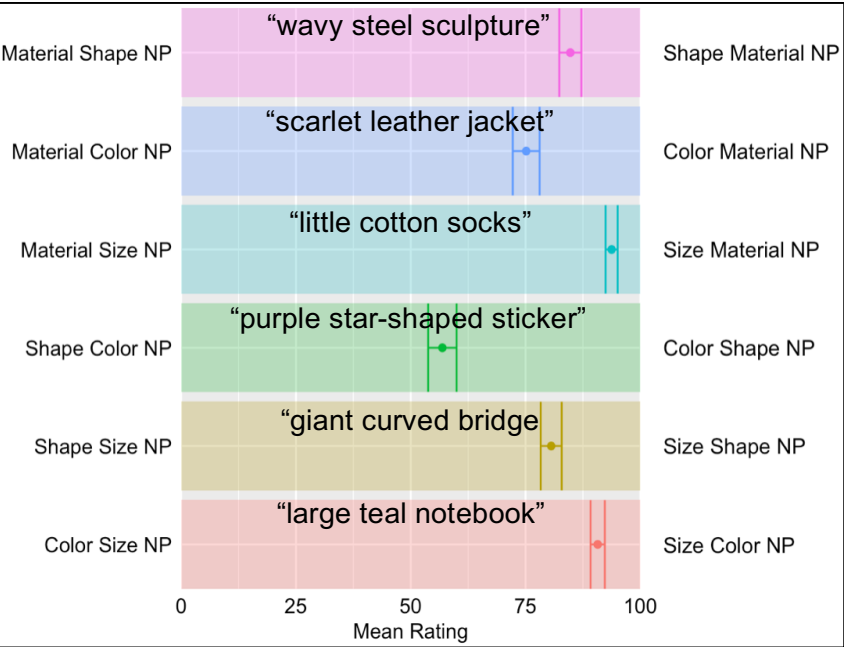 "wavy steel sculpture"
Material Shape NP
Shape Material NP
“scarlet leather jacket”
Material Color NP
Color Material NP
“little cotton socks”
Material Size NP
Size Material NP
“purple star-shaped sticker”
Shape Color NP
Color Shape NP
“giant curved bridge
Shape Size NP
Size Shape NP
“large teal notebook”
Color Size NP
Size Color NP
0 25 50 75 100
Mean Rating